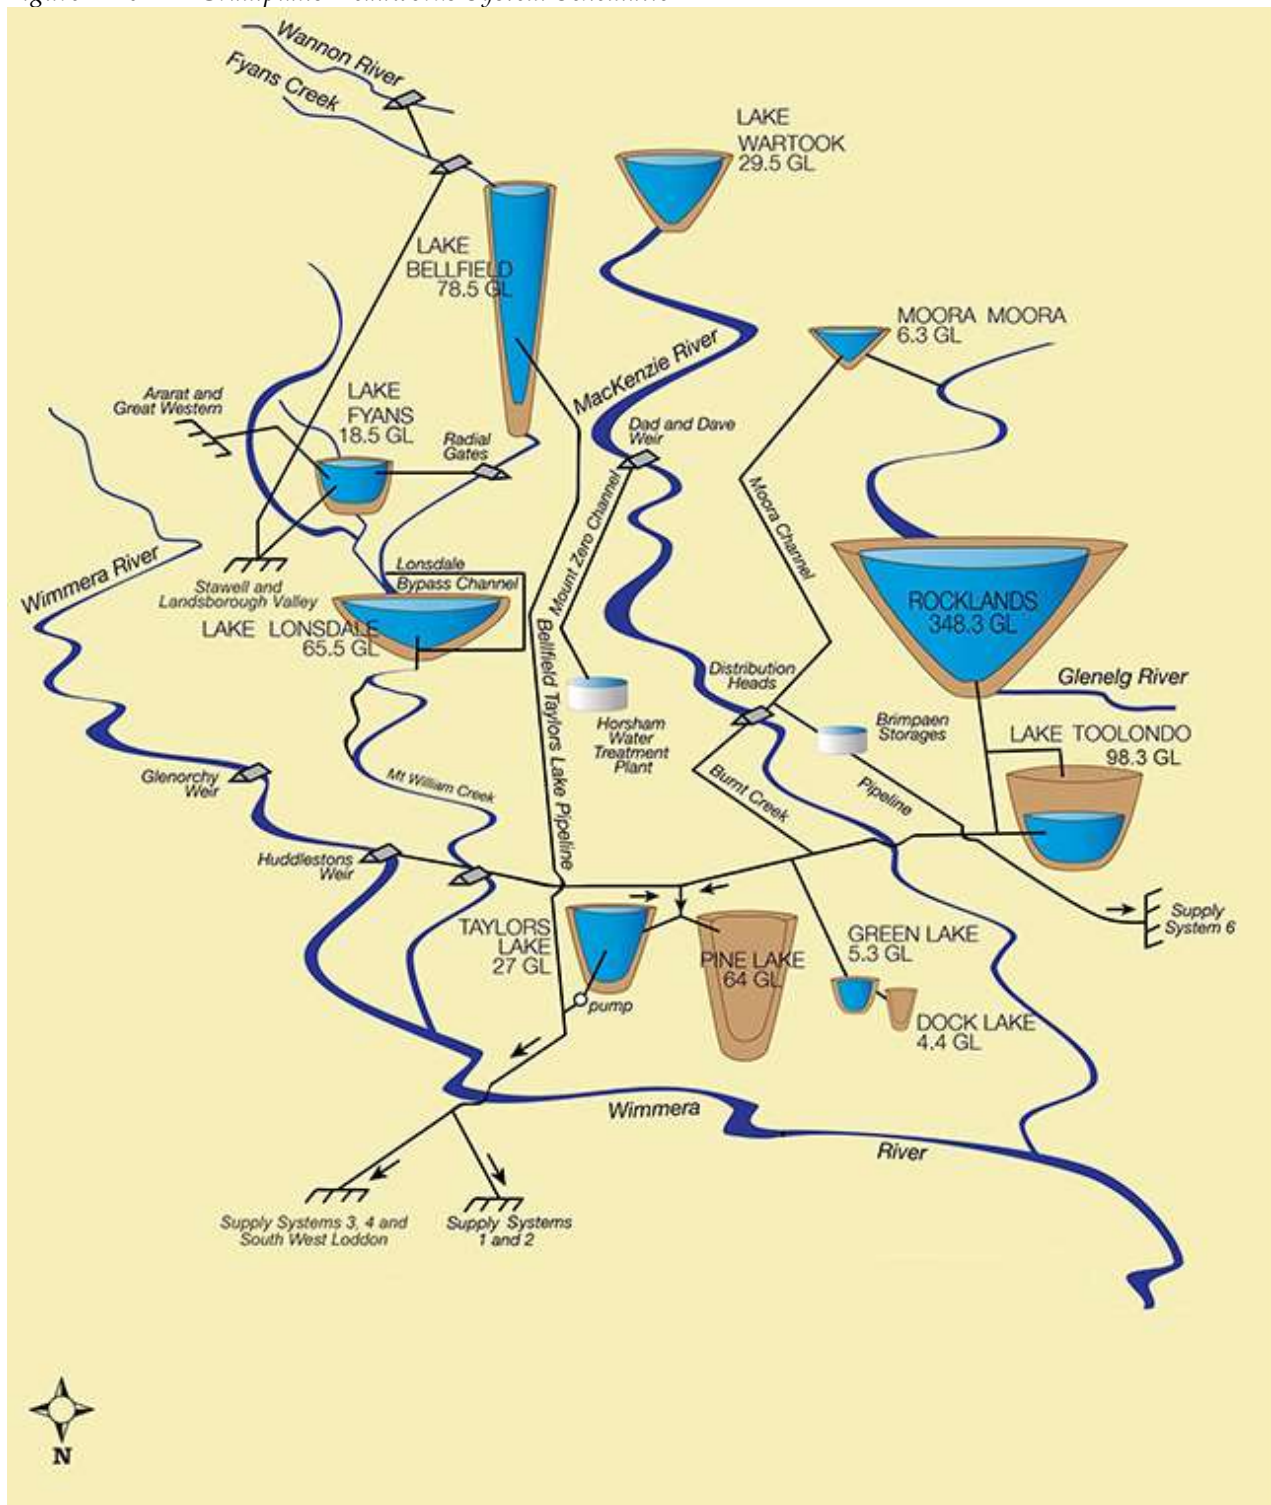 Wannon River
Fyans Creek
LAKE
WARTOOK
29.5 GL
LAKE
BELLFIELD
78.5 GL
MOORA MOORA
6.3 GL
MacKenzie River
Ararat and
Great Western
LAKE
FYANS
18.5 GL
Radial
Gates
Dad and Dave
Weir
Mount Zero Channel
Moora Channel
Wimmera River
Stawell and
Landsborough Valley
Lonsdale
Bypass Channel
LAKE LONSDALE
65.5 GL
ROCKLANDS
348.3 GL
Glenelg River
Bellfield Taylors Lake Pipeline
Distribution
Heads
Horsham
Water
Treatment
Plant
Brimpaen
Storages
LAKE TOOLONDO
98.3 GL
Glenorchy
Weir
Mt William Creek
Burnt Creek
Pipeline
Huddlestons
Weir
TAYLORS
LAKE
27 GL
PINE LAKE
64 GL
GREEN LAKE
5.3 GL
Supply
System 6
pump
DOCK LAKE
4.4 GL
Wimmera
River
Supply Systems 3, 4 and
South West Loddon
Supply Systems
1 and 2
N